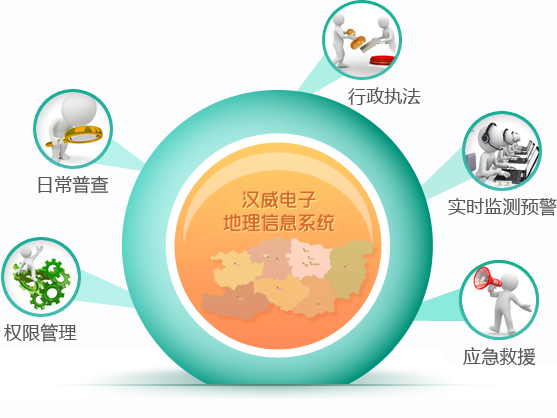 行政执法
日常普查
实时监测预警
汉威电子
地理信息系统
权限管理
应急救援